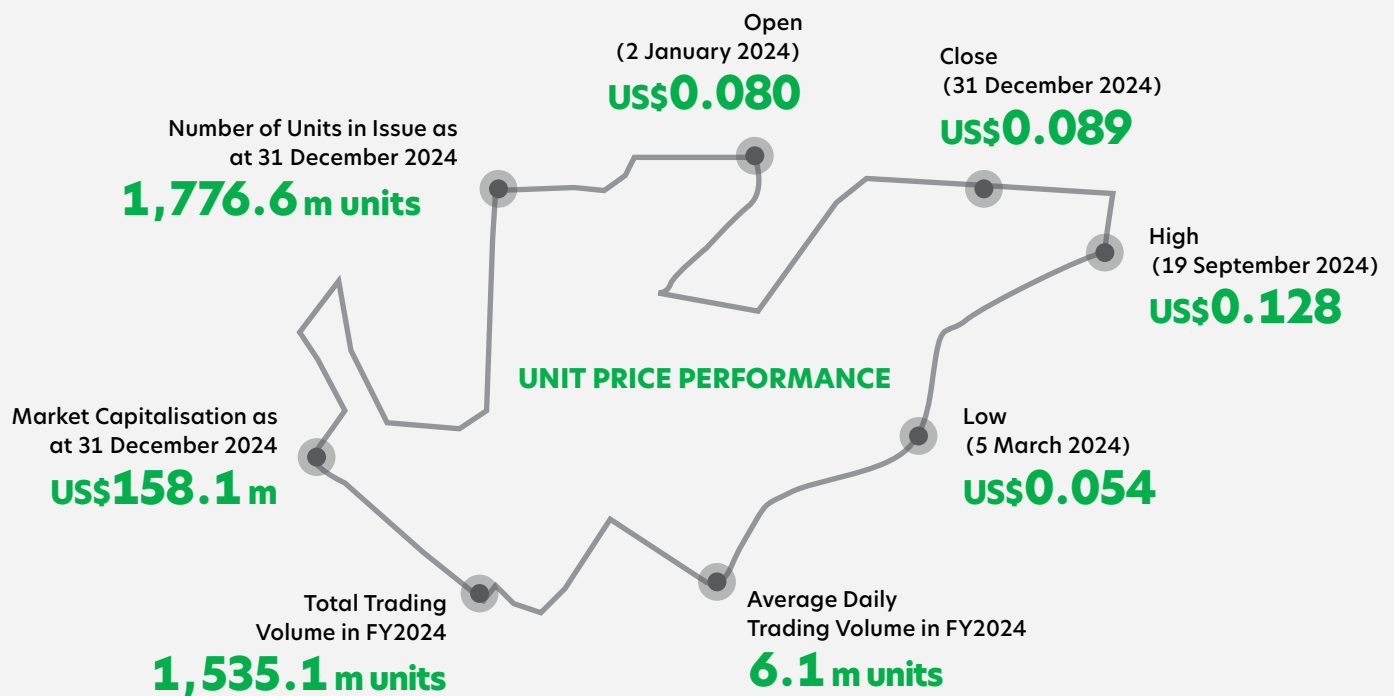 Open
(2 January 2024)
US$0.080
Close
(31 December 2024)
US$0.089
Number of Units in Issue as
at 31 December 2024
1,776.6 m units
High
(19 September 2024)
US$0.128
UNIT PRICE PERFORMANCE
Market Capitalisation as
at 31 December 2024
US$158.1 m
Low
(5 March 2024)
US$0.054
Total Trading
Volume in FY2024
1,535.1 m units
Average Daily
Trading Volume in FY2024
6.1 m units